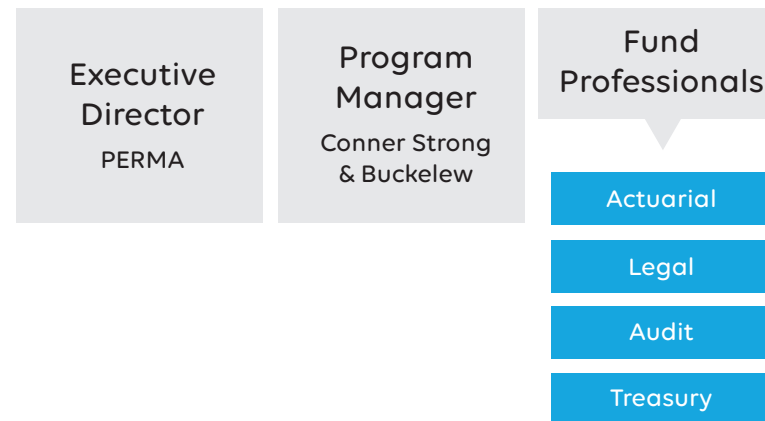 Executive
Director
PERMA
Program
Manager
Conner Strong
& Buckelew
Fund
Professionals
Actuarial
Legal
Audit
Treasury